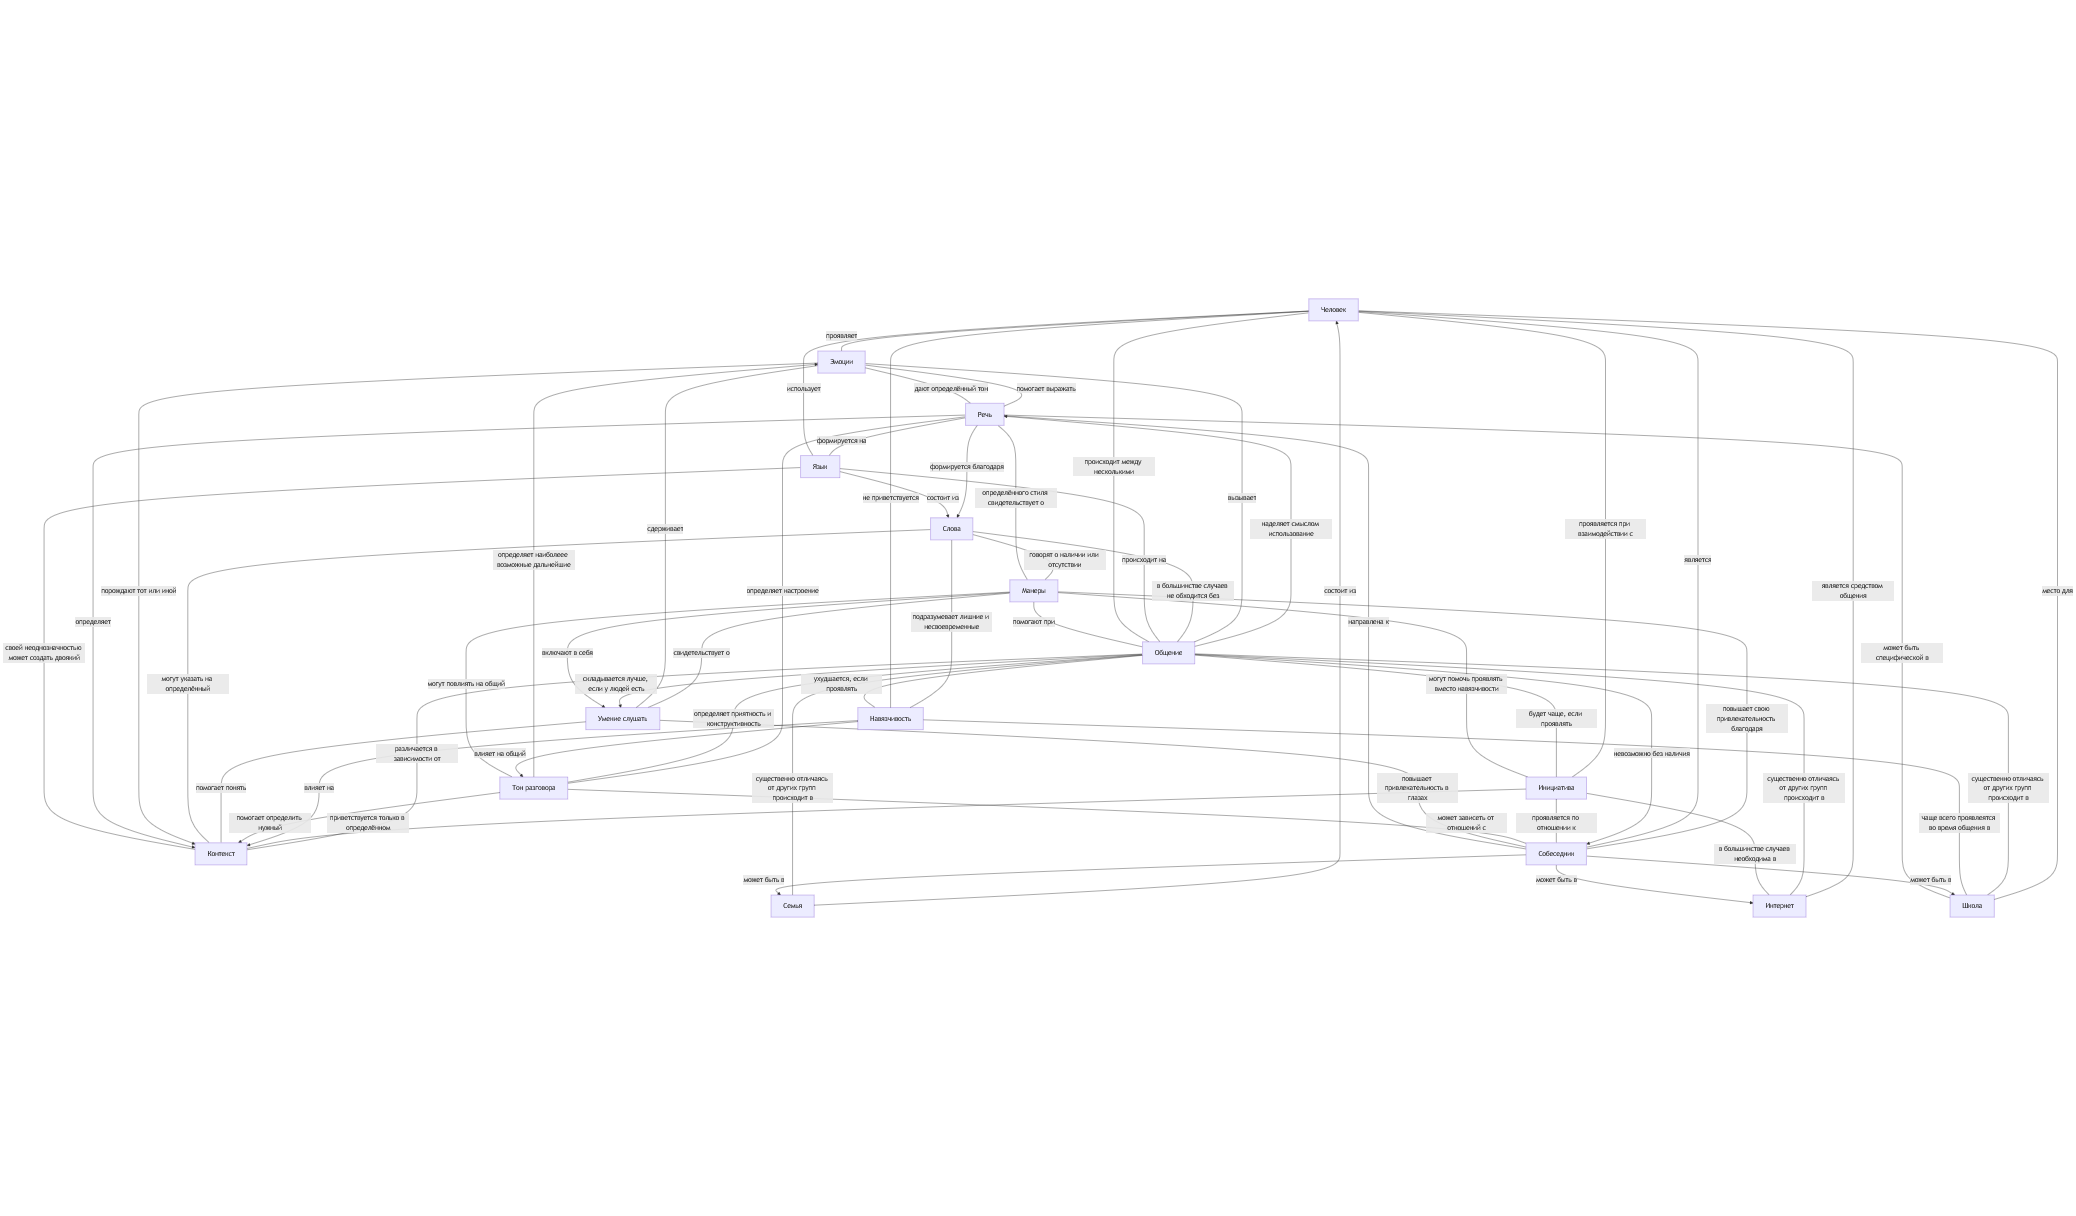 Человек
проявляет
Эмоции
использует
дают определённый тон
помогает выражать
Речь
формируется на
Язык
формируется благодаря
происходит между
несколькими
не приветствуется
состоит из
определённого стиля
свидетельствует о
вызывает
Слова
сдерживает
наделяет смыслом
использование
проявляется при
взаимодействии с
определяет наиболеее
возможные дальнейшие
говорят о наличии или
отсутствии
происходит на
является
порождают тот или иной
определяет настроение
Манеры
в большинстве случаев
не обходится без
состоит из
является средством
общения
место для
определяет
подразумевает лишние и
несвоевременные
помогают при
направлена к
своей неоднозначностью
может создать двоякий
включают в себя
свидетельствует о
Общение
может быть
специфической в
могут указать на
определённый
могут повлиять на общий
складывается лучше,
если у людей есть
ухудшается, если
проявлять
могут помочь проявлять
вместо навязчивости
Умение слушать
определяет приятность и
конструктивность
Навязчивость
будет чаще, если
проявлять
повышает свою
привлекательность
благодаря
различается в
зависимости от
влияет на общий
невозможно без наличия
помогает понять
влияет на
Тон разговора
существенно отличаясь
от других групп
происходит в
повышает
привлекательность в
глазах
Инициатива
существенно отличаясь
от других групп
происходит в
существенно отличаясь
от других групп
происходит в
помогает определить
нужный
приветствуется только в
определённом
может зависеть от
отношений с
проявляется по
отношении к
чаще всего проявляется
во время общения в
Контекст
Собеседник
в большинстве случаев
необходима в
может быть в
может быть в
может быть в
Семья
Интернет
Школа